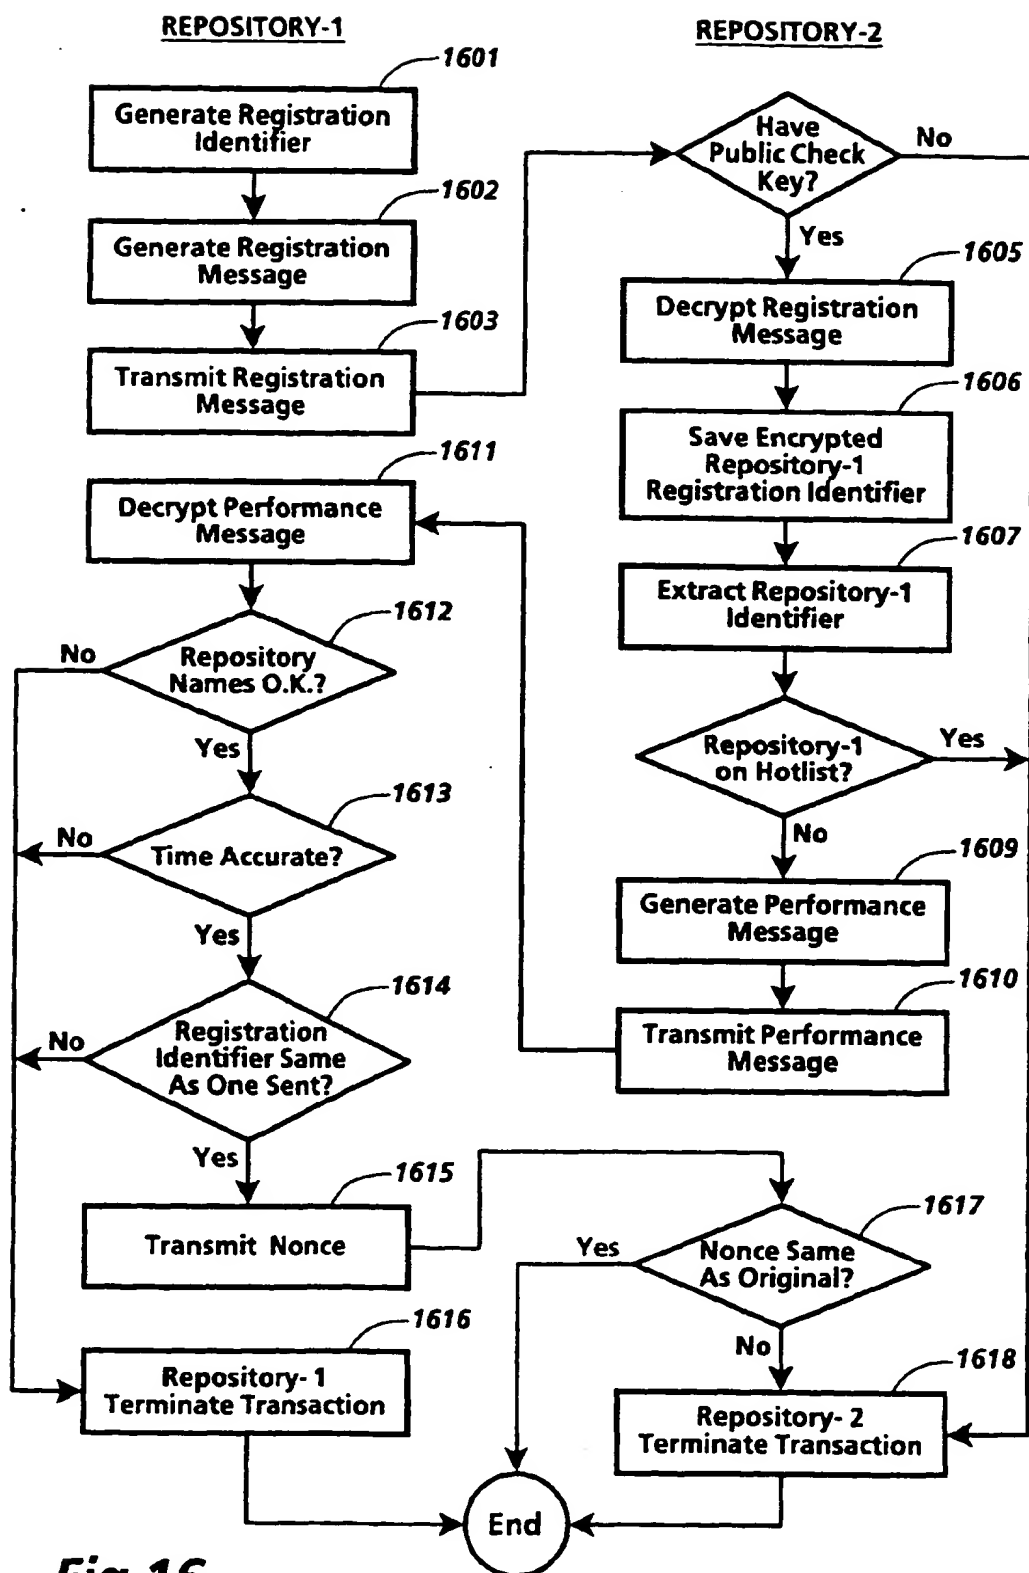 REPOSITORY-1
REPOSITORY-2
1601
Generate Registration
Identifier
1602
Generate Registration
Message
1603
Transmit Registration
Message
Have
Public Check
Key?
No
Yes
1605
Decrypt Registration
Message
1606
Save Encrypted
Repository-1
Registration Identifier
1607
Extract Repository-1
Identifier
Repository-1
on Hotlist?
Yes
No
1609
Generate Performance
Message
1610
Transmit Performance
Message
1611
Decrypt Performance
Message
1612
Repository
Names O.K.?
No
Yes
1613
Time Accurate?
No
Yes
1614
Registration
Identifier Same
As One Sent?
No
Yes
1615
Transmit Nonce
1616
Repository- 1
Terminate Transaction
1617
Nonce Same
As Original?
Yes
No
1618
Repository- 2
Terminate Transaction
End
Fig 16